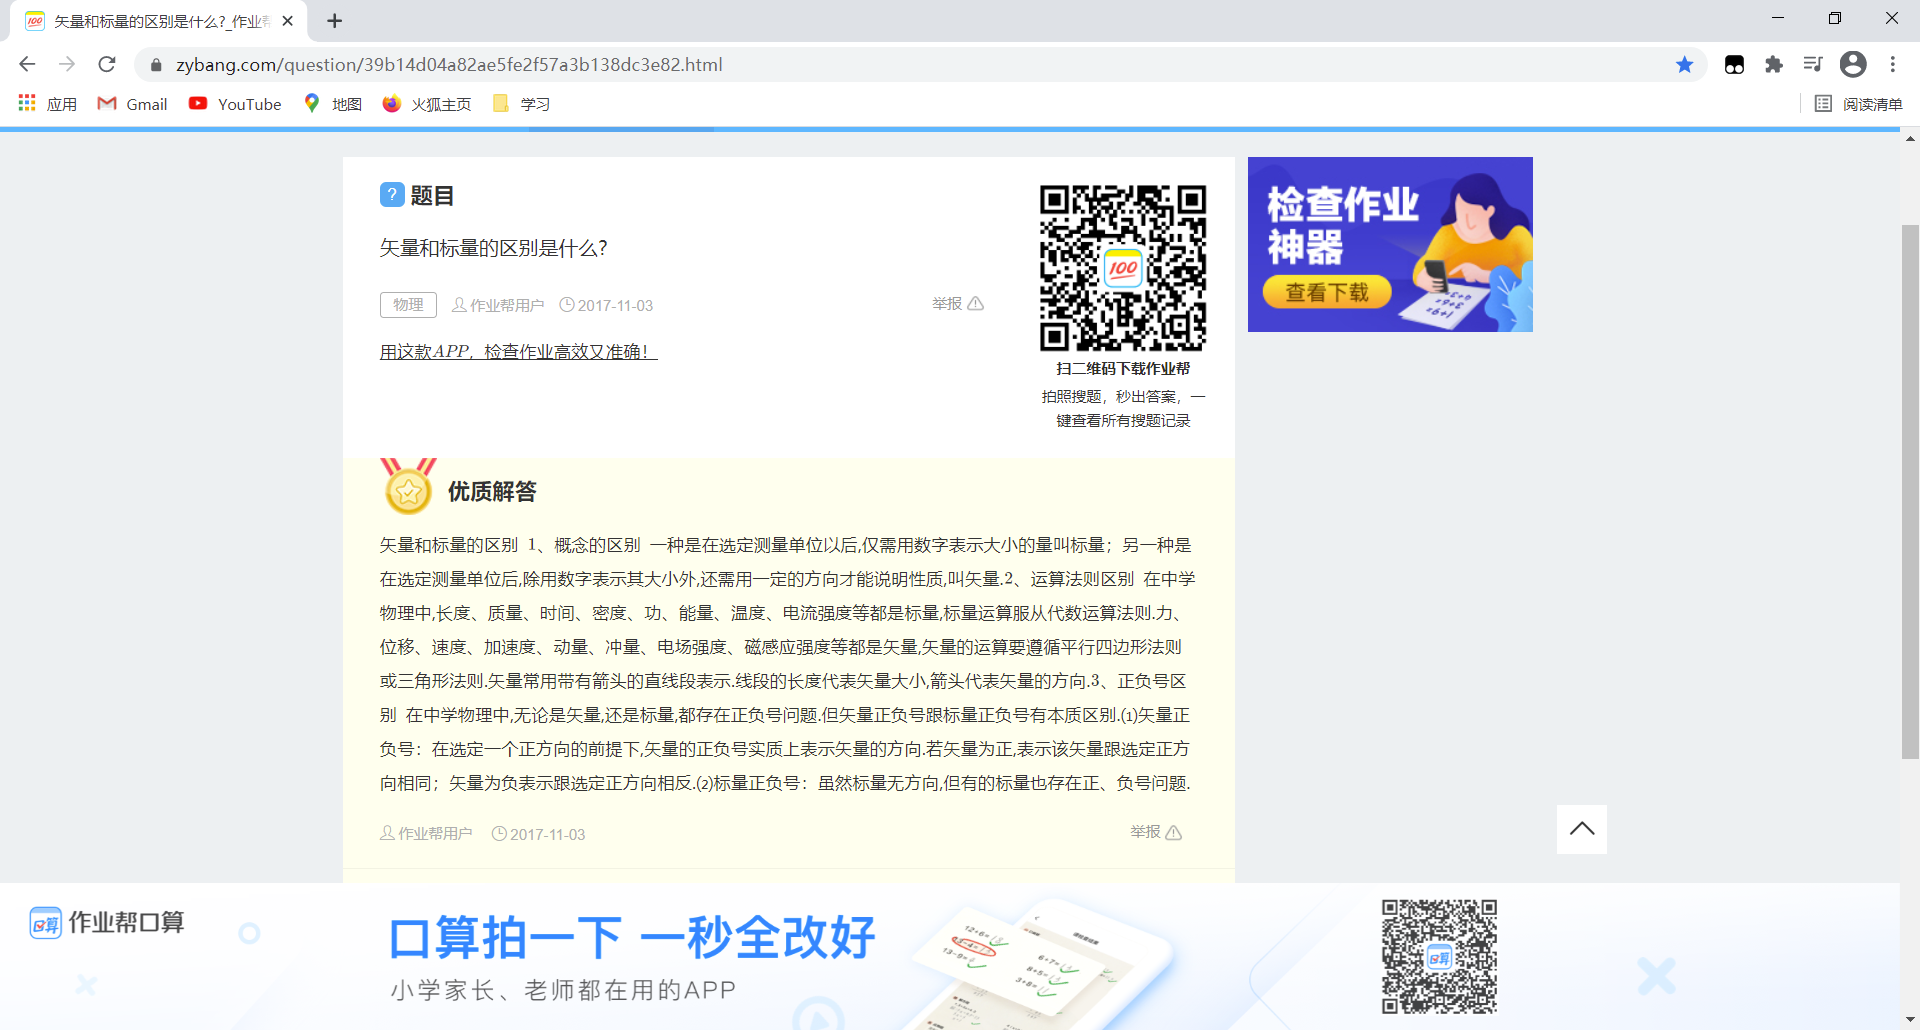 矢量和标量的区别是什么?_作业帮
zybang.com/question/39b14d04a82ae5fe2f57a3b138dc3e82.html
应用 Gmail YouTube 地图 火狐主页 学习 阅读清单
题目
矢量和标量的区别是什么?
物理 作业帮用户 2017-11-03 举报
用这款APP，检查作业高效又准确！
100
扫二维码下载作业帮
拍照搜题，秒出答案，一
键查看所有搜题记录
检查作业
神器
查看下载
优质解答
矢量和标量的区别 1、概念的区别 一种是在选定测量单位以后,仅需用数字表示大小的量叫标量；另一种是
在选定测量单位后,除用数字表示其大小外,还需用一定的方向才能说明性质,叫矢量.2、运算法则区别 在中学
物理中,长度、质量、时间、密度、功、能量、温度、电流强度等都是标量,标量运算服从代数运算法则.力、
位移、速度、加速度、动量、冲量、电场强度、磁感应强度等都是矢量,矢量的运算要遵循平行四边形法则
或三角形法则.矢量常用带有箭头的直线段表示.线段的长度代表矢量大小,箭头代表矢量的方向.3、正负号区
别 在中学物理中,无论是矢量,还是标量,都存在正负号问题.但矢量正负号跟标量正负号有本质区别.⑴矢量正
负号：在选定一个正方向的前提下,矢量的正负号实质上表示矢量的方向.若矢量为正,表示该矢量跟选定正方
向相同；矢量为负表示跟选定正方向相反.⑵标量正负号：虽然标量无方向,但有的标量也存在正、负号问题.
作业帮用户 2017-11-03 举报
作业帮口算
口算拍一下 一秒全改好
小学家长、老师都在用的APP